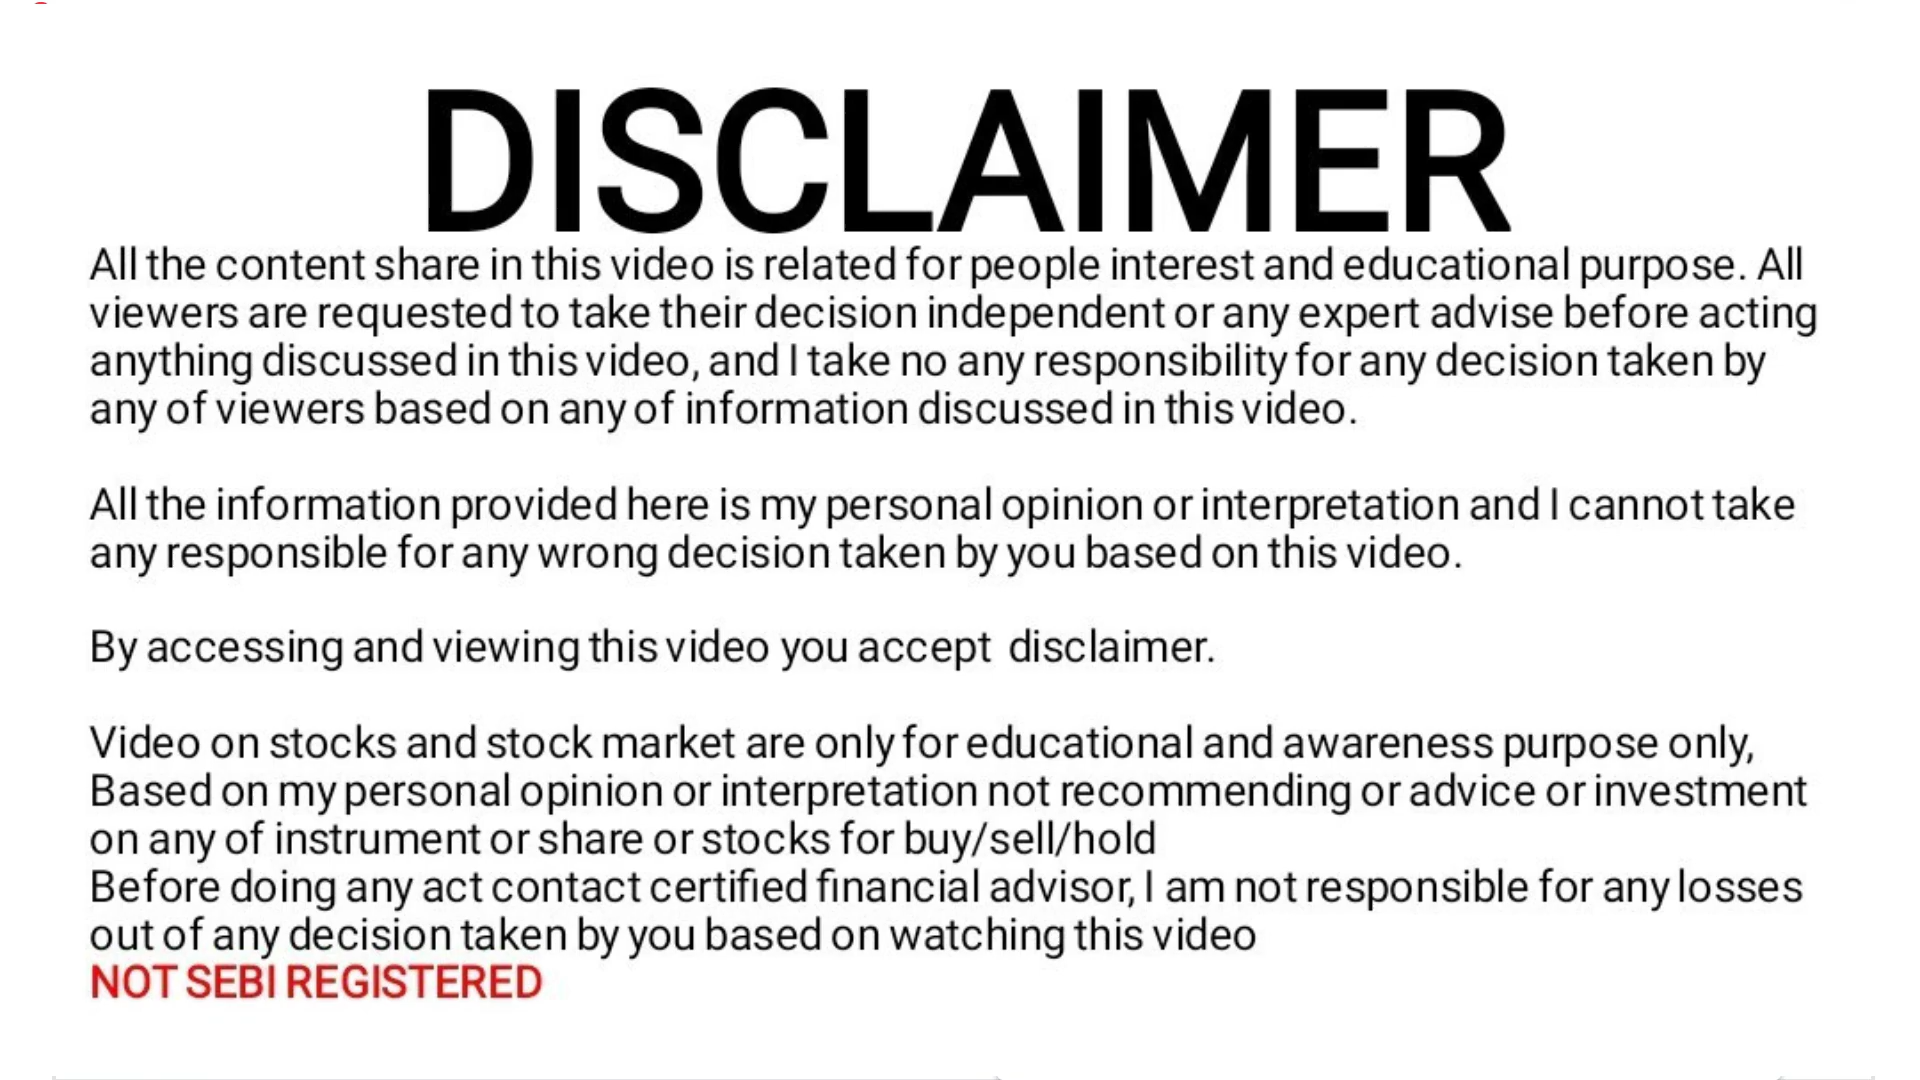 DISCLAIMER
All the content share in this video is related for people interest and educational purpose. All
viewers are requested to take their decision independent or any expert advise before acting
anything discussed in this video, and I take no any responsibility for any decision taken by
any of viewers based on any of information discussed in this video.
All the information provided here is my personal opinion or interpretation and I cannot take
any responsible for any wrong decision taken by you based on this video.
By accessing and viewing this video you accept disclaimer.
Video on stocks and stock market are only for educational and awareness purpose only,
Based on my personal opinion or interpretation not recommending or advice or investment
on any of instrument or share or stocks for buy/sell/hold
Before doing any act contact certified financial advisor, I am not responsible for any losses
out of any decision taken by you based on watching this video
NOT SEBI REGISTERED